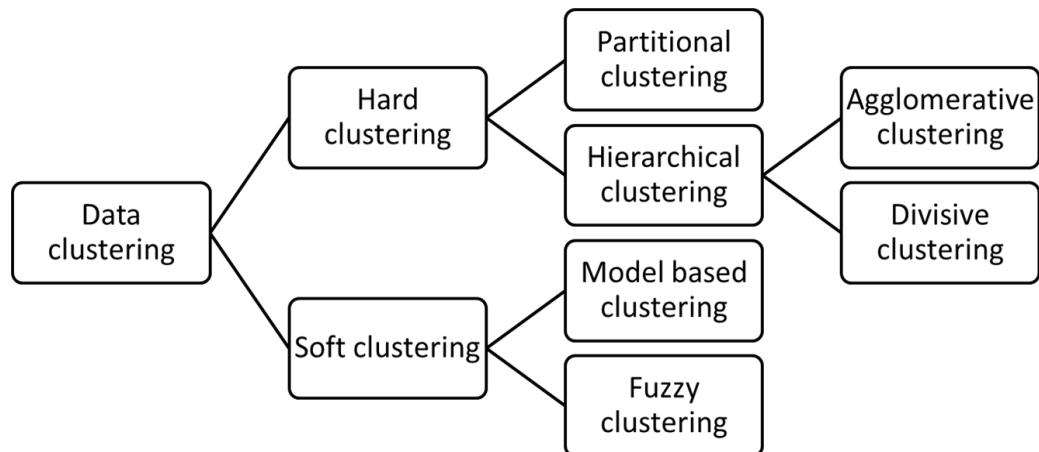 Data
clustering
Hard
clustering
Soft clustering
Partitional
clustering
Hierarchical
clustering
Model based
clustering
Fuzzy
clustering
Agglomerative
clustering
Divisive
clustering